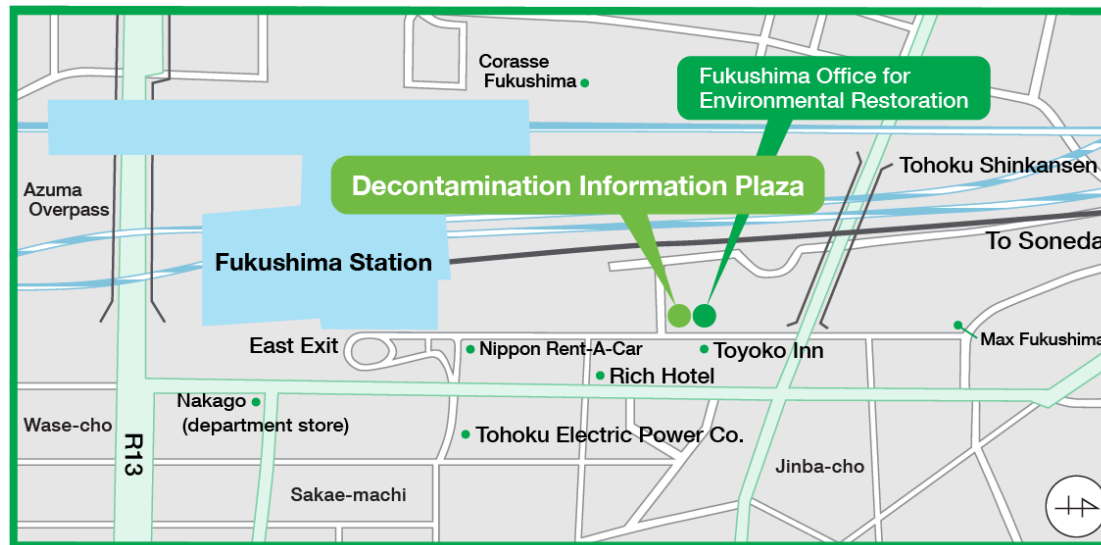 Corasse
Fukushima
Fukushima Office for
Environmental Restoration
Azuma
Overpass
Decontamination Information Plaza
Tohoku Shinkansen
To Soneda
Fukushima Station
East Exit
Nippon Rent-A-Car
Toyoko Inn
Max Fukushima
Rich Hotel
Nakago
(department store)
Wase-cho
R13
Tohoku Electric Power Co.
Jinba-cho
Sakae-machi